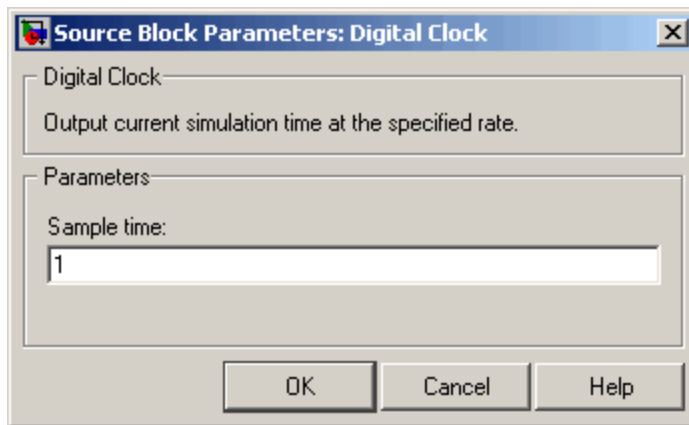 Source Block Parameters: Digital Clock
Digital Clock
Output current simulation time at the specified rate.
Parameters
Sample time:
1
OK Cancel Help